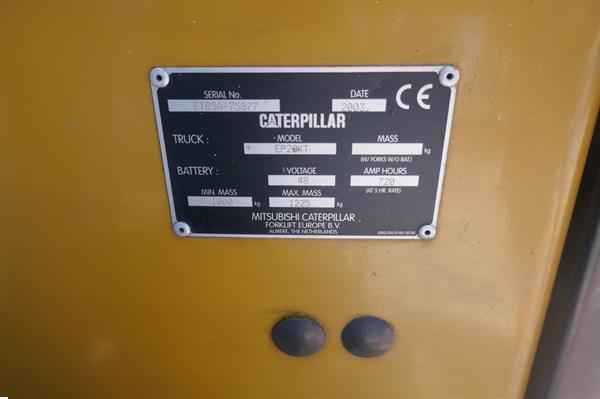 SERIAL No. DATE
ETB5A-75877 2003 CE
CATERPILLAR
TRUCK: MODEL MASS
EP20KT kg
(W/ FORKS W/O BAT.)
BATTERY: VOLTAGE AMP HOURS
48 720
MIN. MASS MAX. MASS (AT 5 HR. RATE)
1000 kg 1225 kg
MITSUBISHI CATERPILLAR
FORKLIFT EUROPE B.V.
ALMERE, THE NETHERLANDS